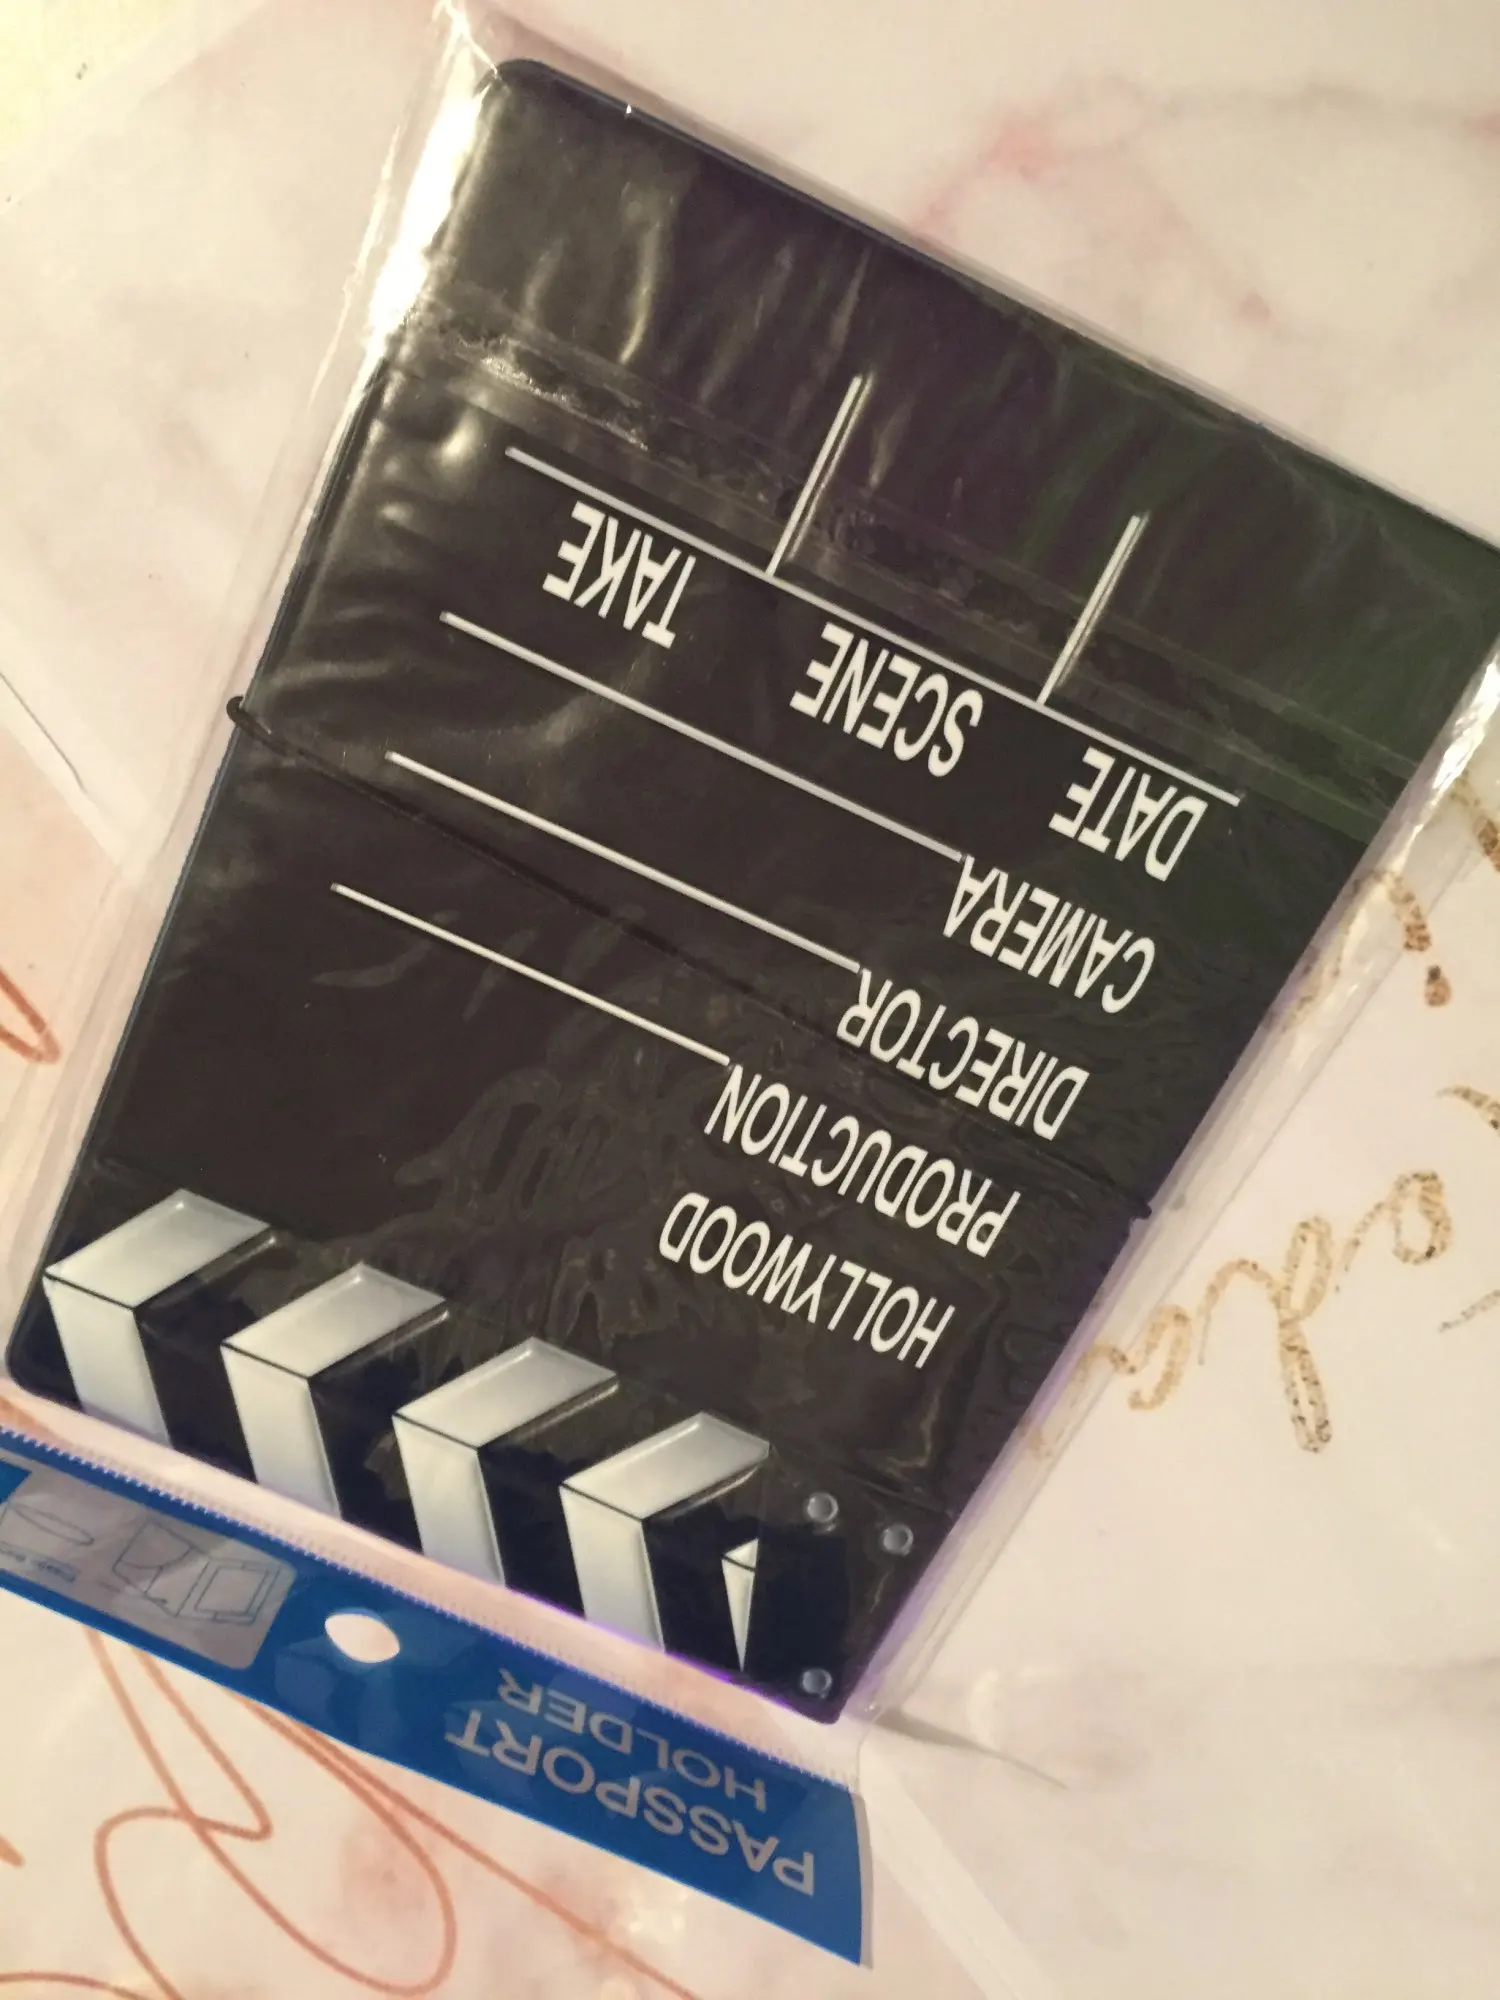 PASSPORT
HOLDER
HOLLYWOOD
PRODUCTION
DIRECTOR
CAMERA
DATE SCENE TAKE